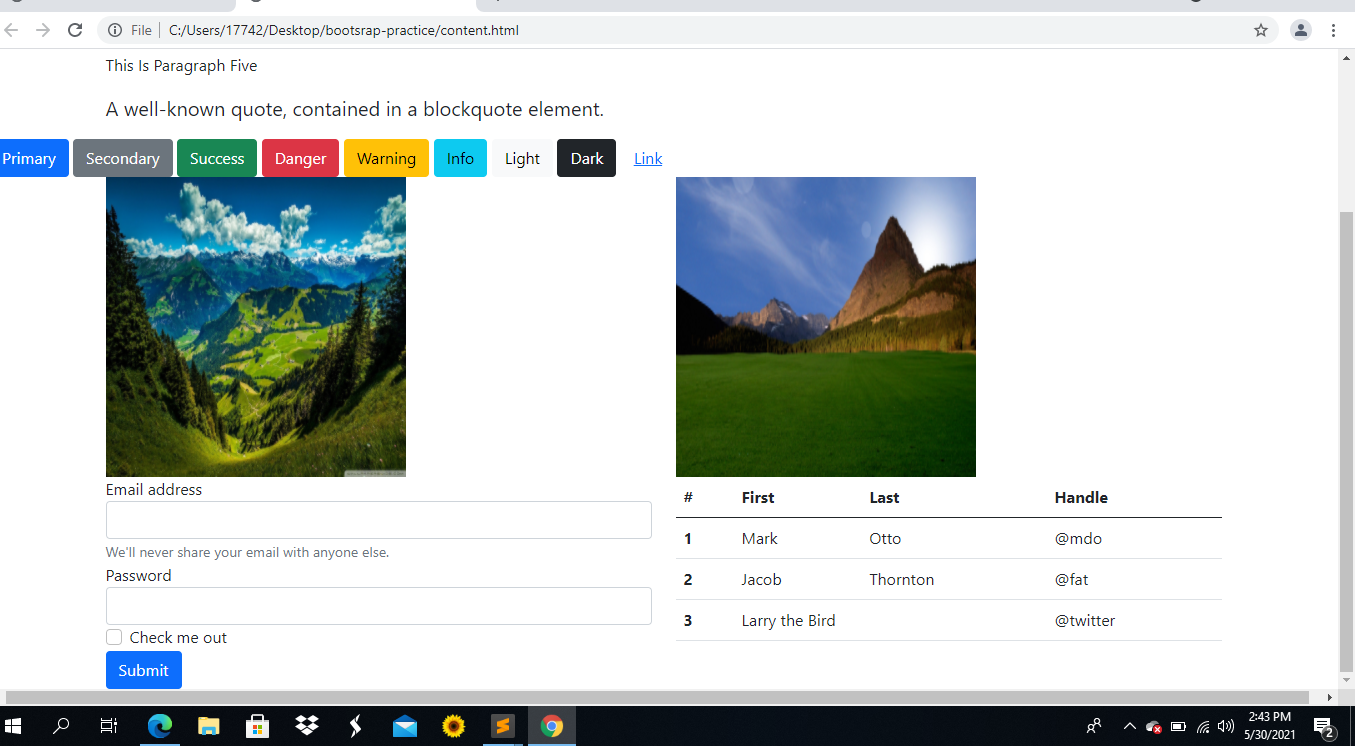 File C:/Users/17742/Desktop/bootsrap-practice/content.html
This Is Paragraph Five
A well-known quote, contained in a blockquote element.
Primary Secondary Success Danger Warning Info Light Dark Link
Email address
We'll never share your email with anyone else.
Password
Check me out
Submit
# First Last Handle
1 Mark Otto @mdo
2 Jacob Thornton @fat
3 Larry the Bird @twitter
2:43 PM
5/30/2021
2